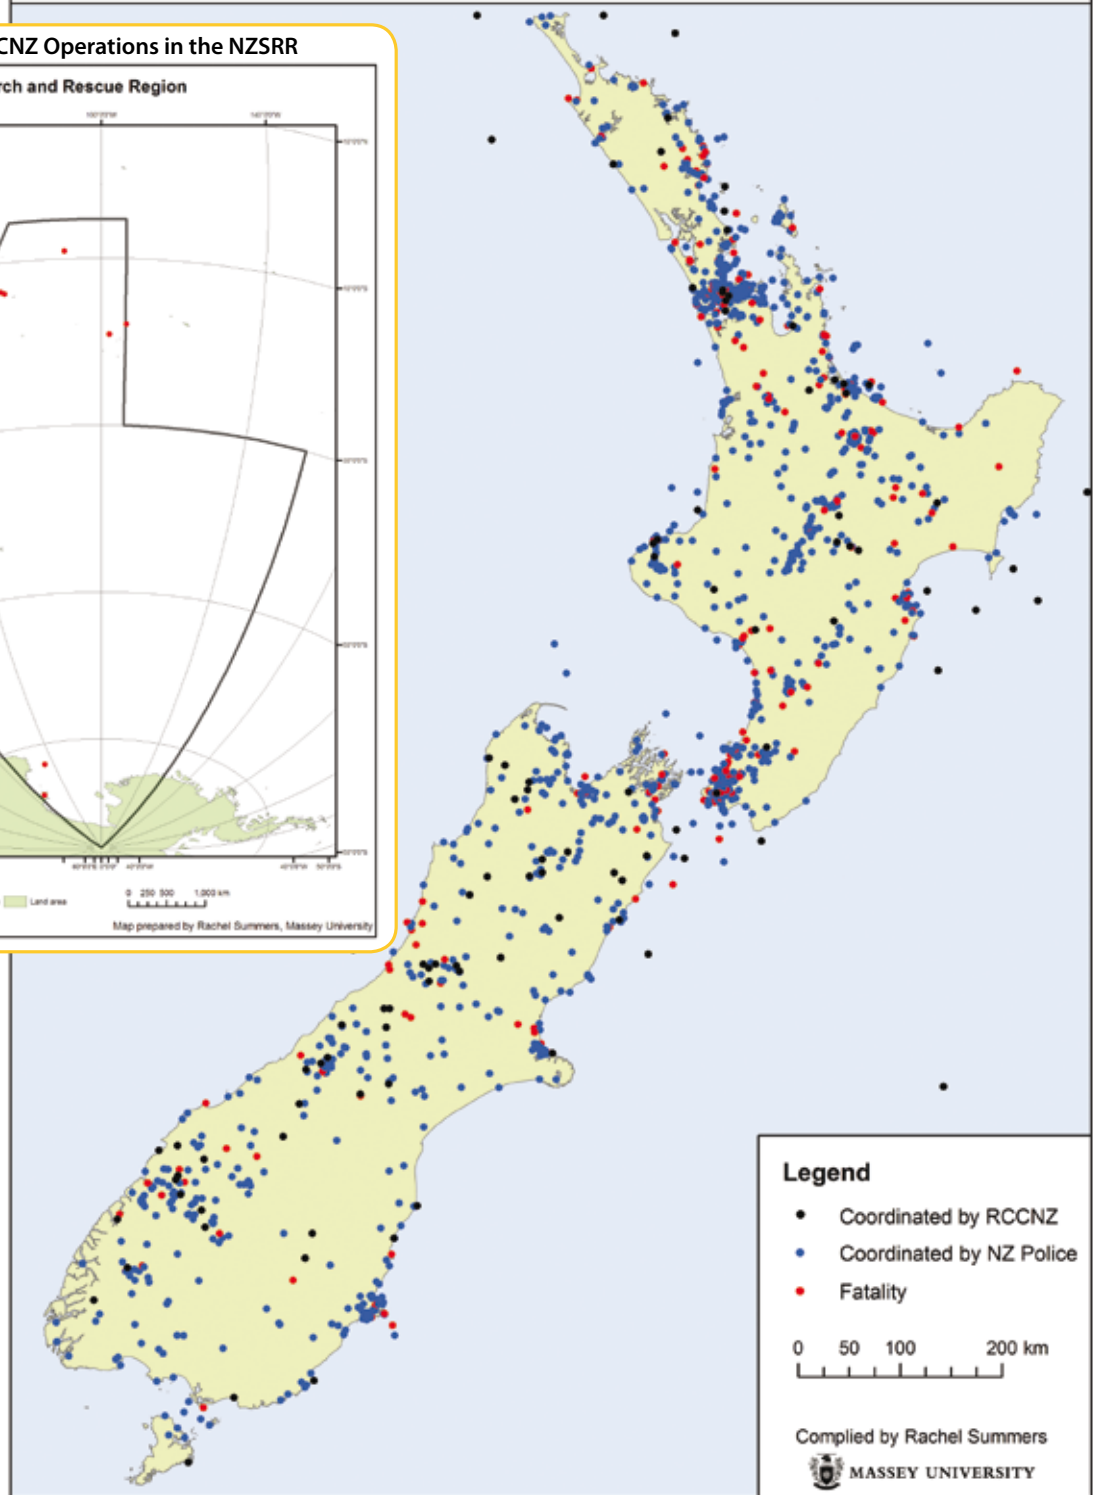 CNZ Operations in the NZSRR
rch and Rescue Region
Land area
0 250 500 1,000 km
Map prepared by Rachel Summers, Massey University
Legend
Coordinated by RCCNZ
Coordinated by NZ Police
Fatality
0 50 100 200 km
Complied by Rachel Summers
MASSEY UNIVERSITY